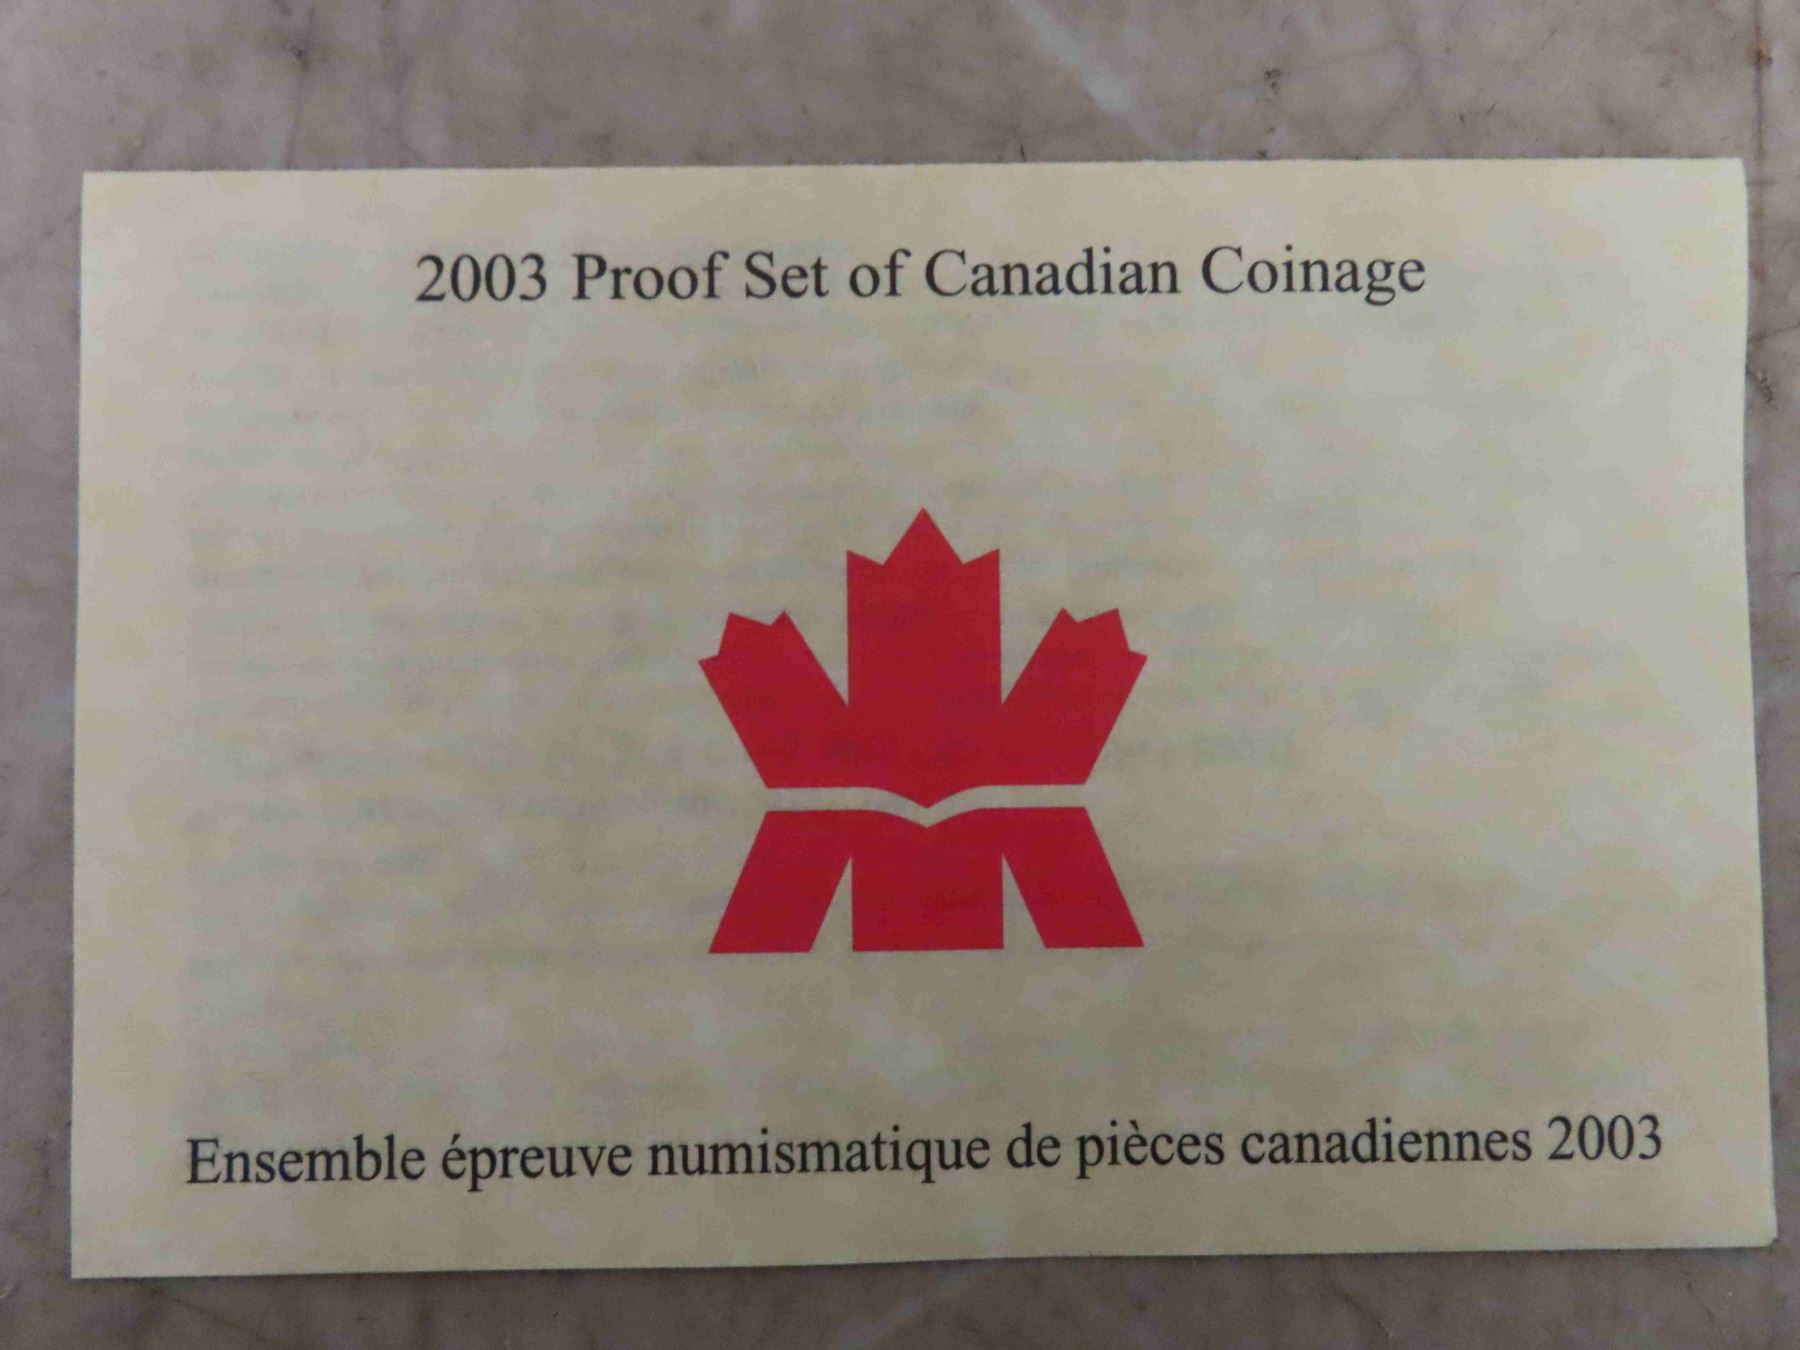 2003 Proof Set of Canadian Coinage
Ensemble épreuve numismatique de pièces canadiennes 2003